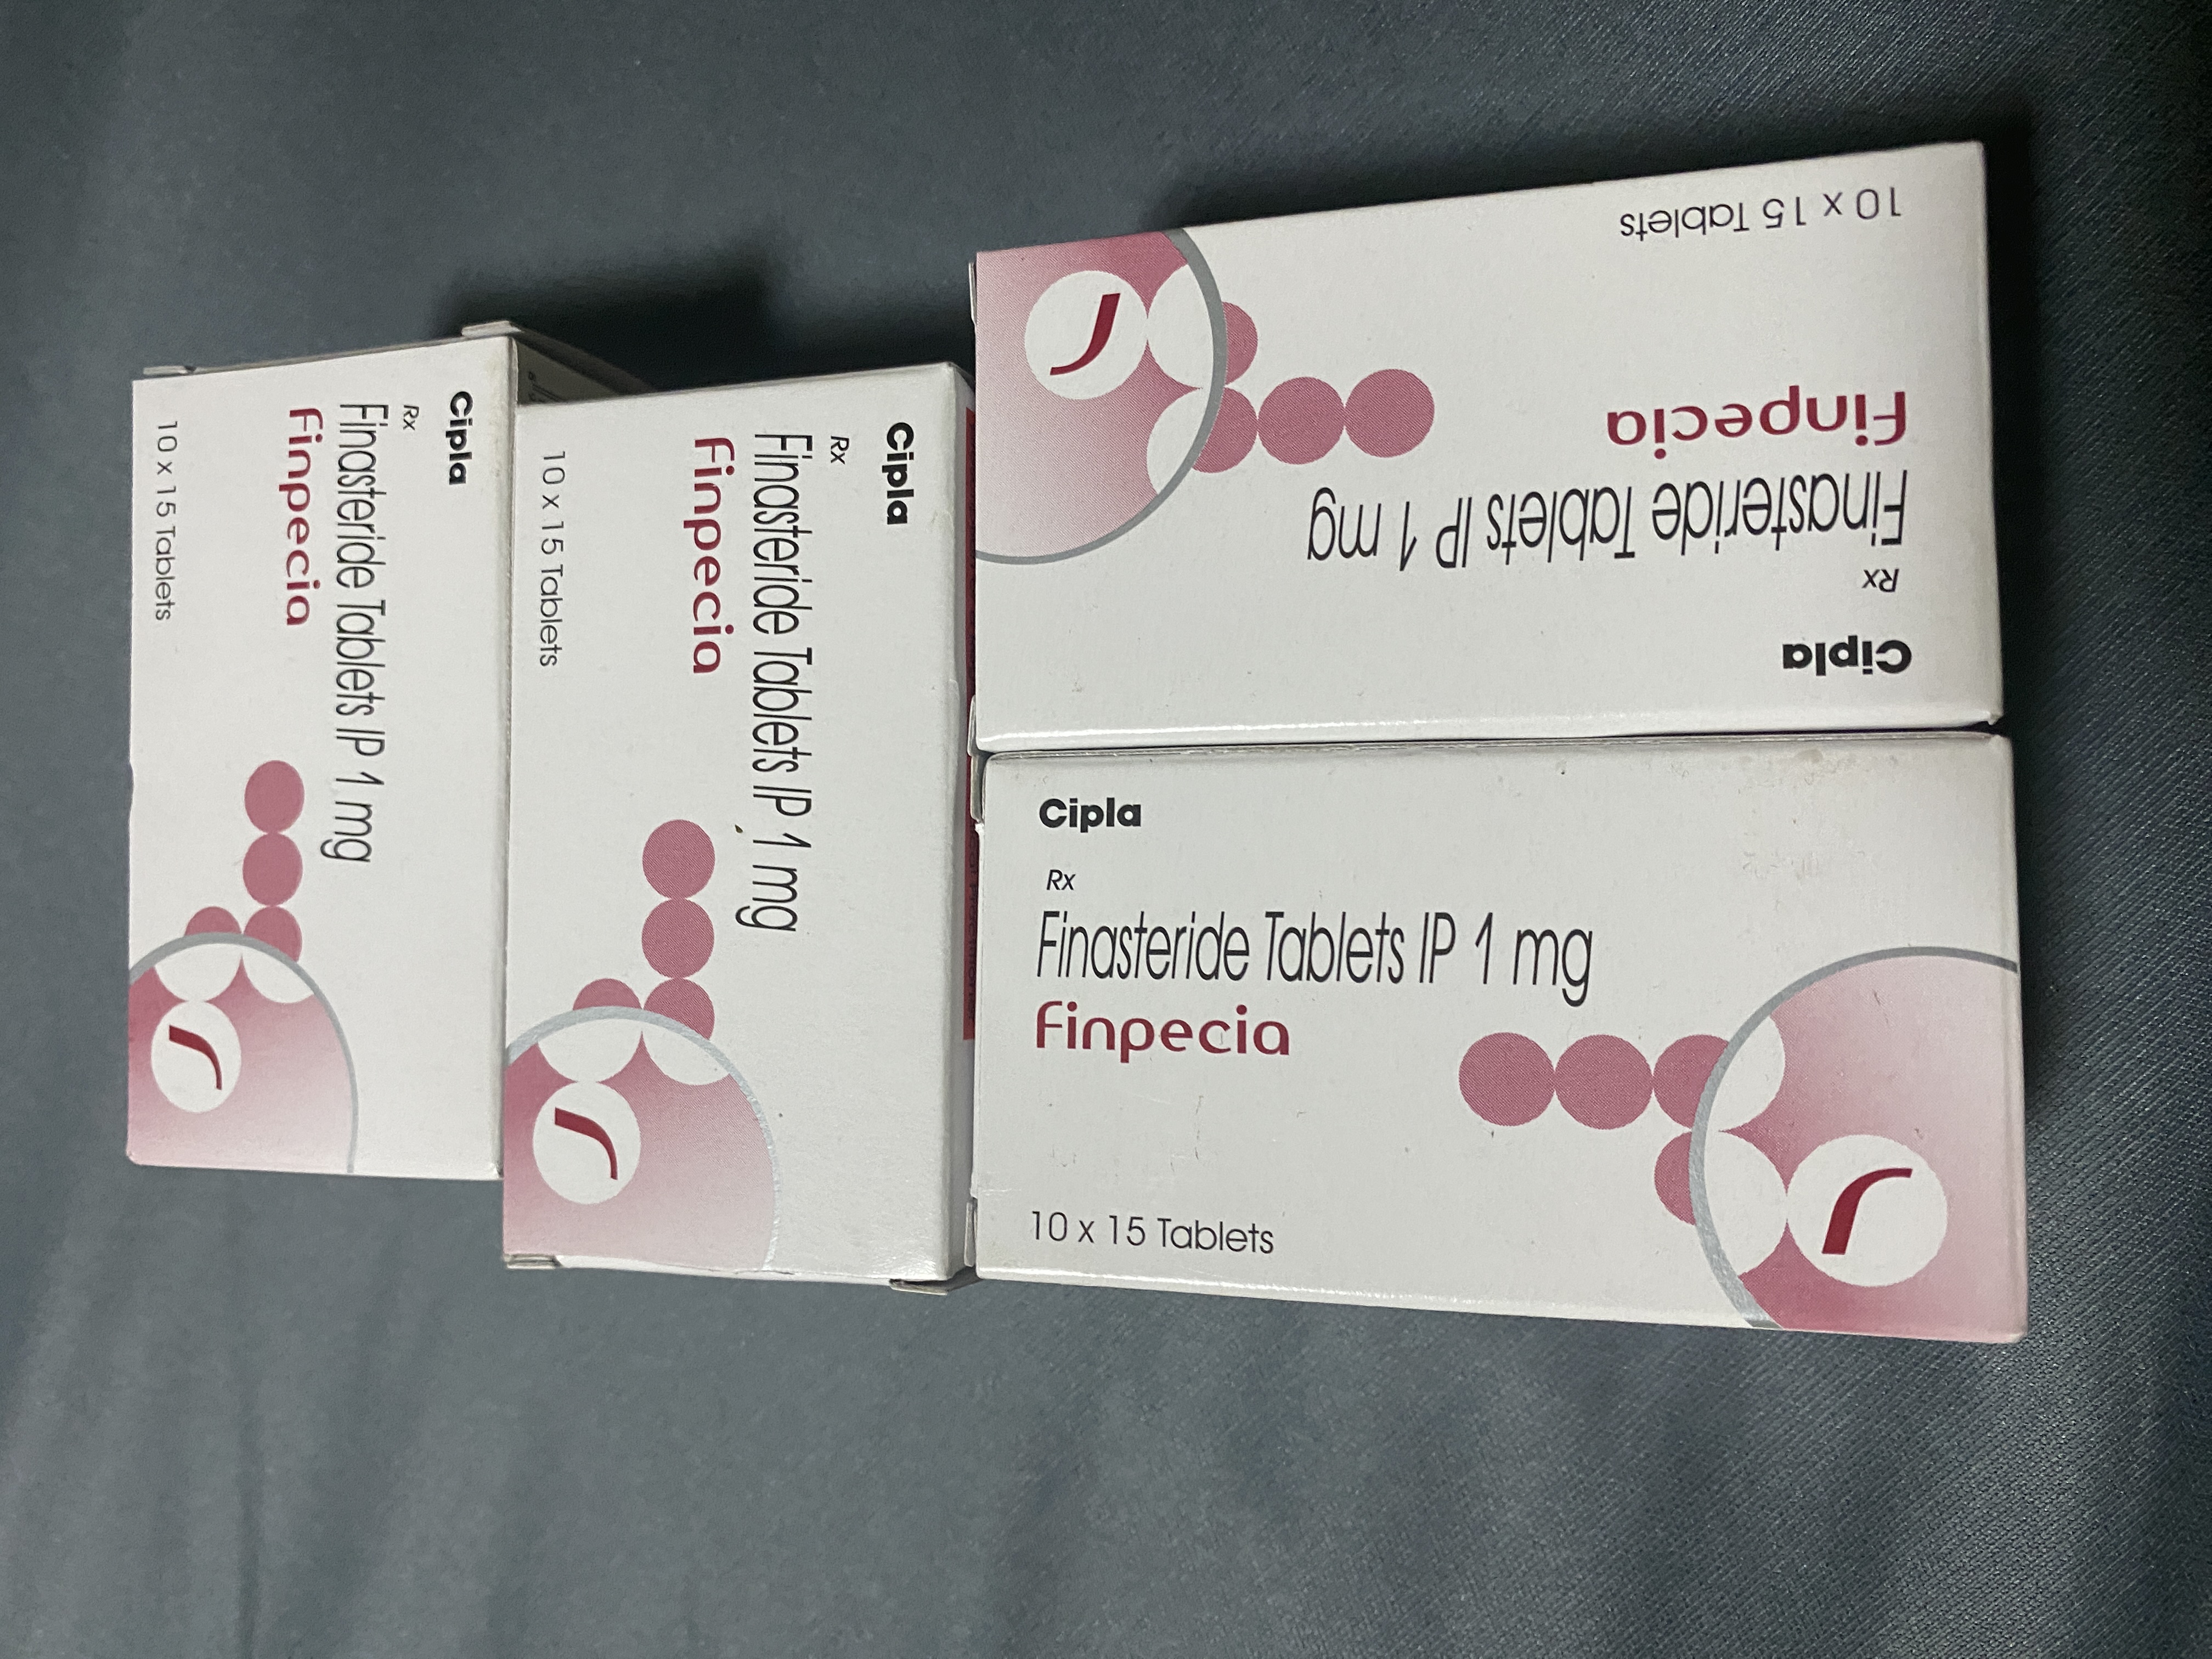 Cipla
Rx
Finasteride Tablets IP 1 mg
Finpecia
10 x 15 Tablets
Cipla
Rx
Finasteride Tablets IP 1 mg
Finpecia
10 x 15 Tablets
Cipla
Rx
Finasteride Tablets IP 1 mg
Finpecia
10 x 15 Tablets
Cipla
Rx
Finasteride Tablets IP 1 mg
Finpecia
10 x 15 Tablets